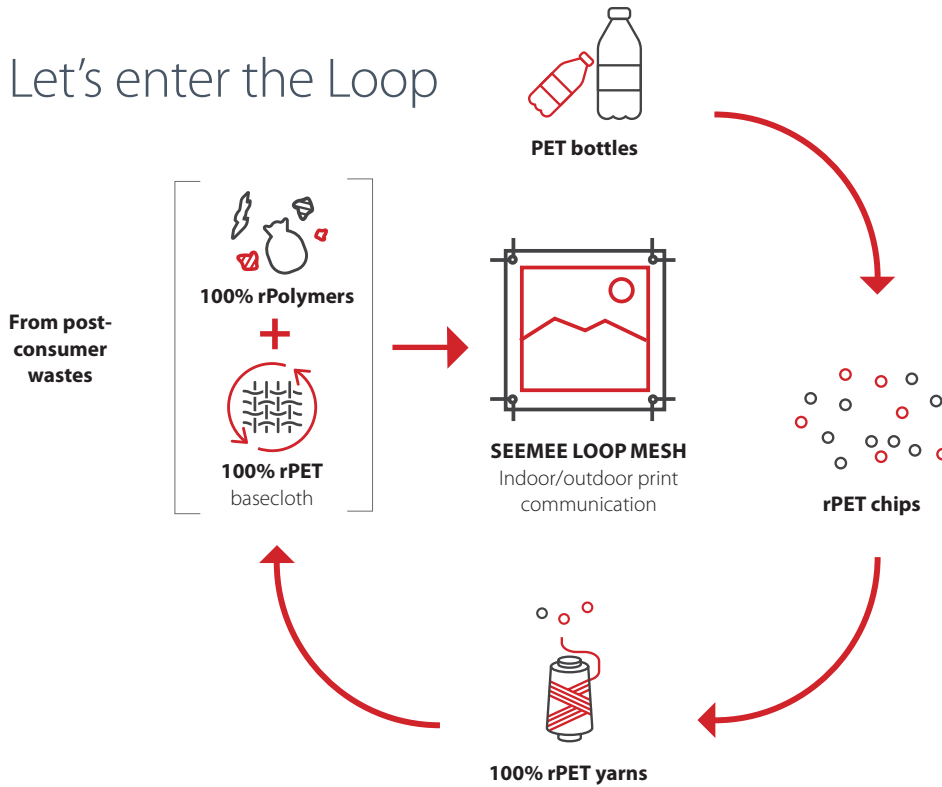 Let's enter the Loop
PET bottles
100% rPolymers
From post-
consumer
wastes
100% rPET
basecloth
SEEMEE LOOP MESH
Indoor/outdoor print
communication
rPET chips
100% rPET yarns